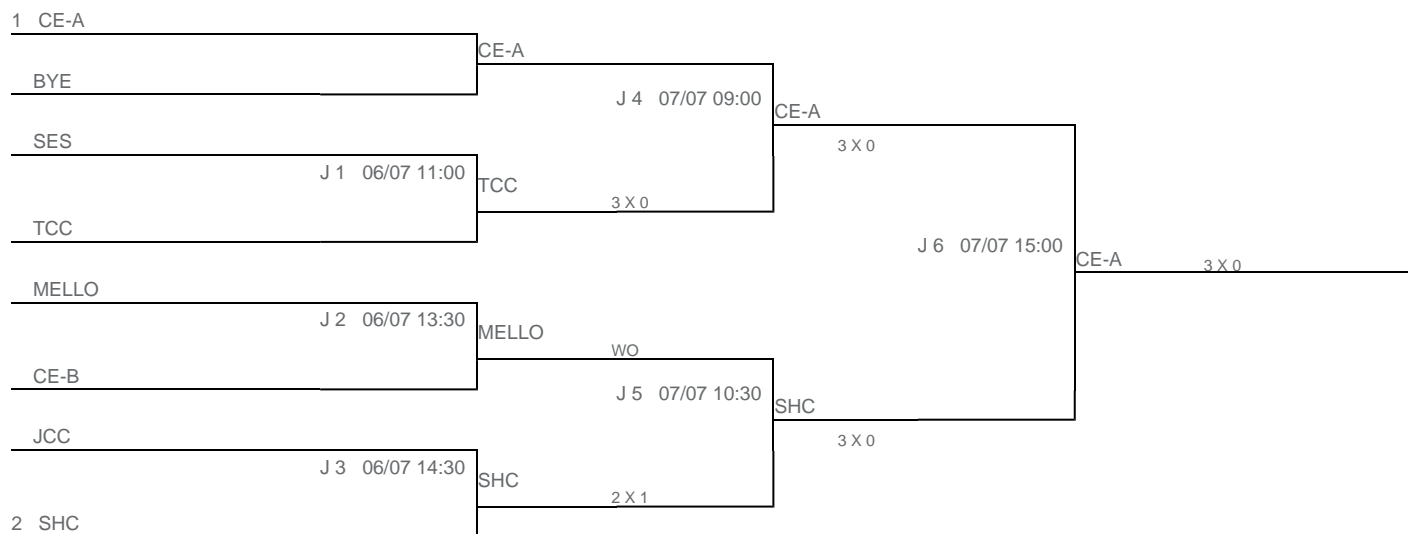 1 CE-A
CE-A
BYE
J 4 07/07 09:00
CE-A
SES
3 X 0
J 1 06/07 11:00
TCC
3 X 0
TCC
J 6 07/07 15:00
CE-A
3 X 0
MELLO
J 2 06/07 13:30
MELLO
WO
CE-B
J 5 07/07 10:30
SHC
JCC
3 X 0
J 3 06/07 14:30
SHC
2 X 1
2 SHC